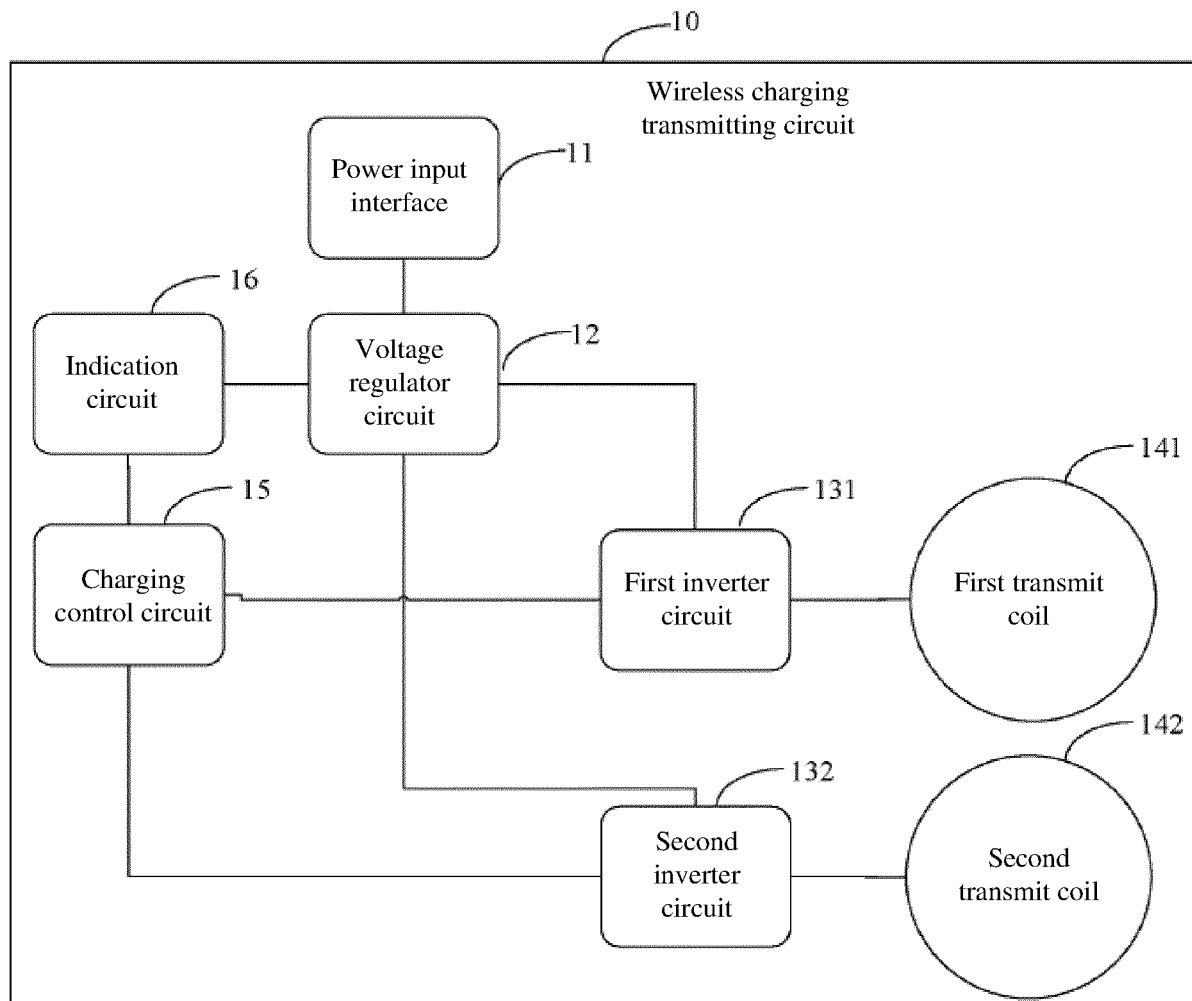 10
Wireless charging
transmitting circuit
Power input
interface
11
16
Indication
circuit
Voltage
regulator
circuit
12
15
Charging
control circuit
131
First inverter
circuit
141
First transmit
coil
132
Second
inverter
circuit
142
Second
transmit coil